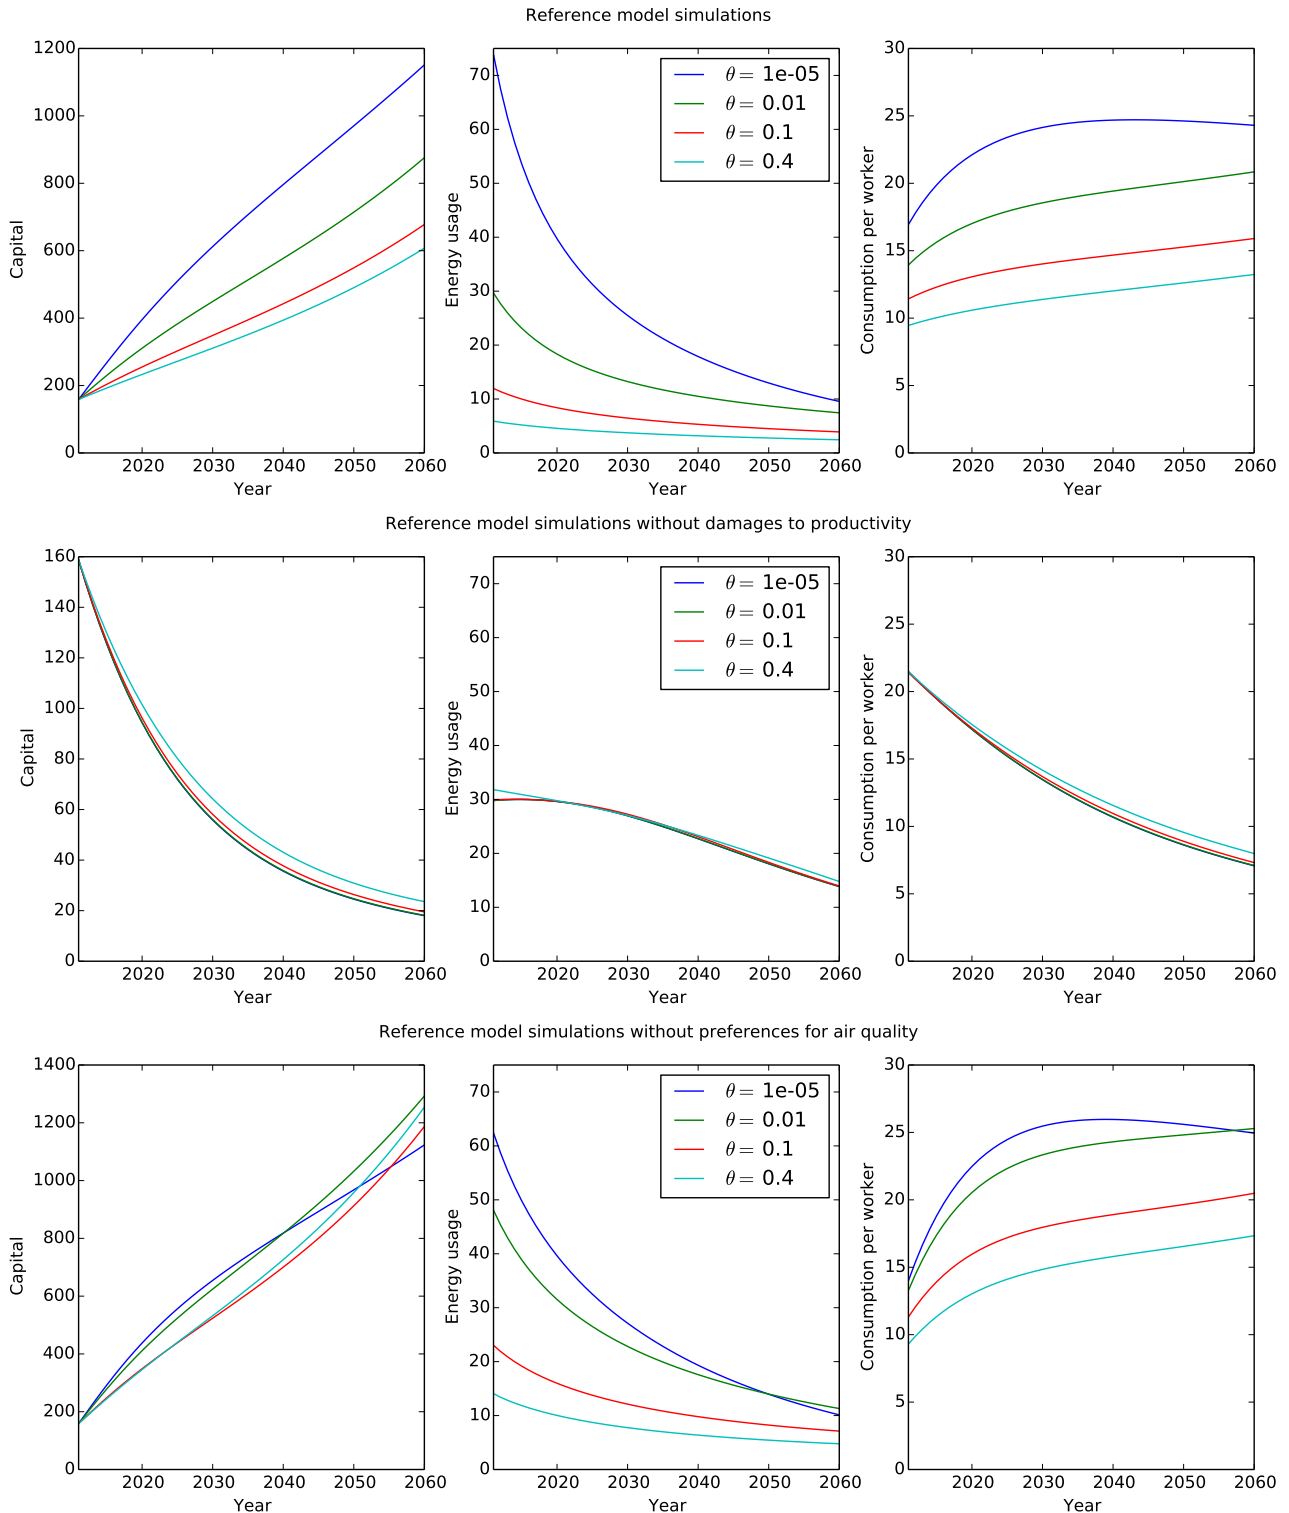 Reference model simulations
1200
1000
800
600
400
200
0
Capital
2020 2030 2040 2050 2060
Year
70
60
50
40
30
20
10
0
Energy usage
θ = 1e-05
θ = 0.01
θ = 0.1
θ = 0.4
2020 2030 2040 2050 2060
Year
30
25
20
15
10
5
0
Consumption per worker
2020 2030 2040 2050 2060
Year
Reference model simulations without damages to productivity
160
140
120
100
80
60
40
20
0
Capital
2020 2030 2040 2050 2060
Year
70
60
50
40
30
20
10
0
Energy usage
θ = 1e-05
θ = 0.01
θ = 0.1
θ = 0.4
2020 2030 2040 2050 2060
Year
30
25
20
15
10
5
0
Consumption per worker
2020 2030 2040 2050 2060
Year
Reference model simulations without preferences for air quality
1400
1200
1000
800
600
400
200
0
Capital
2020 2030 2040 2050 2060
Year
70
60
50
40
30
20
10
0
Energy usage
θ = 1e-05
θ = 0.01
θ = 0.1
θ = 0.4
2020 2030 2040 2050 2060
Year
30
25
20
15
10
5
0
Consumption per worker
2020 2030 2040 2050 2060
Year